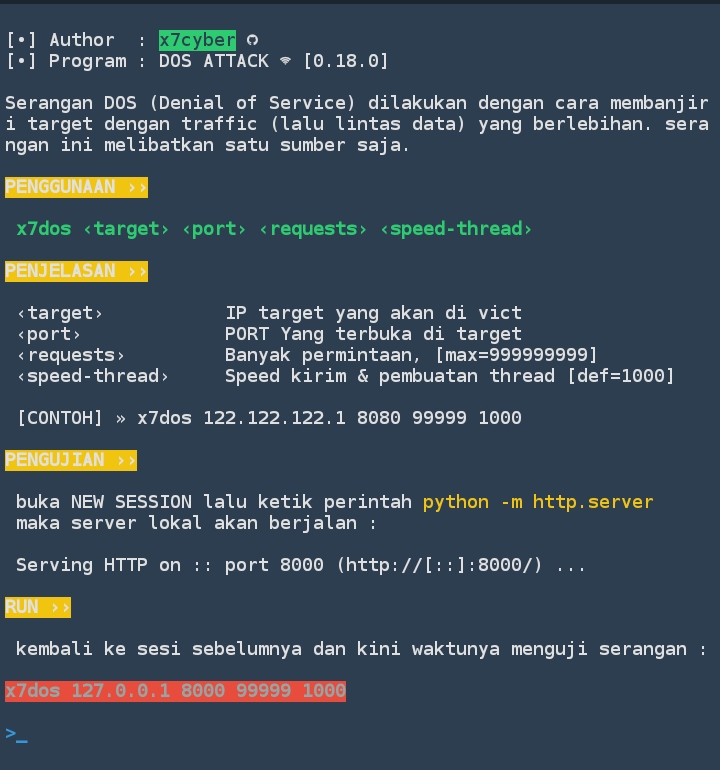 [•] Author  : x7cyber
[•] Program : DOS ATTACK [0.18.0]
Serangan DOS (Denial of Service) dilakukan dengan cara membanjir
i target dengan traffic (lalu lintas data) yang berlebihan. sera
ngan ini melibatkan satu sumber saja.
PENGGUNAAN ››
x7dos ‹target› ‹port› ‹requests› ‹speed-thread›
PENJELASAN ››
‹target>           IP target yang akan di vict
‹port›             PORT Yang terbuka di target
‹requests›         Banyak permintaan, [max=999999999]
‹speed-thread›     Speed kirim & pembuatan thread [def=1000]
[CONTOH] » x7dos 122.122.122.1 8080 99999 1000
PENGUJIAN ››
buka NEW SESSION lalu ketik perintah python -m http.server
maka server lokal akan berjalan :
Serving HTTP on :: port 8000 (http://[::]:8000/) ...
RUN ››
kembali ke sesi sebelumnya dan kini waktunya menguji serangan :
x7dos 127.0.0.1 8000 99999 1000
>_